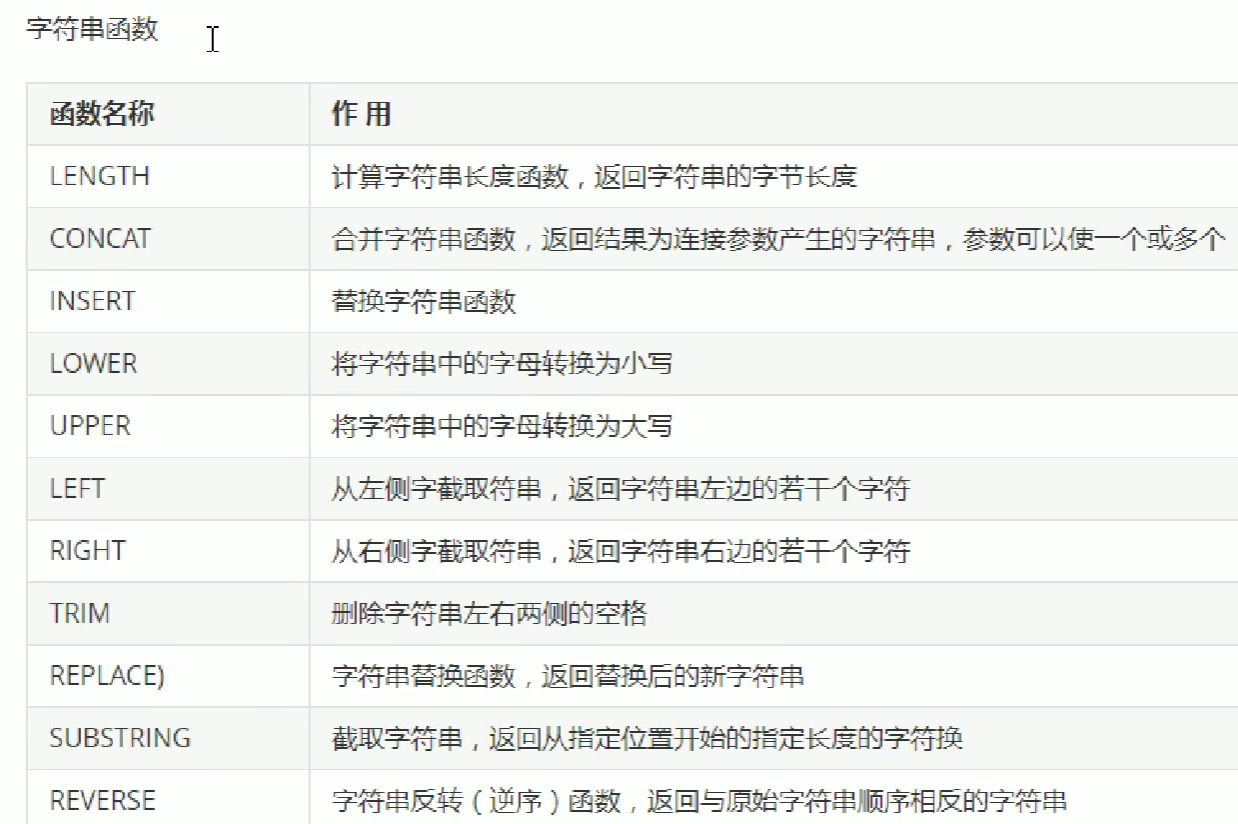 字符串函数
函数名称 作 用
LENGTH 计算字符串长度函数，返回字符串的字节长度
CONCAT 合并字符串函数，返回结果为连接参数产生的字符串，参数可以使一个或多个
INSERT 替换字符串函数
LOWER 将字符串中的字母转换为小写
UPPER 将字符串中的字母转换为大写
LEFT 从左侧字截取符串，返回字符串左边的若干个字符
RIGHT 从右侧字截取符串，返回字符串右边的若干个字符
TRIM 删除字符串左右两侧的空格
REPLACE) 字符串替换函数，返回替换后的新字符串
SUBSTRING 截取字符串，返回从指定位置开始的指定长度的字符换
REVERSE 字符串反转（逆序）函数，返回与原始字符串顺序相反的字符串